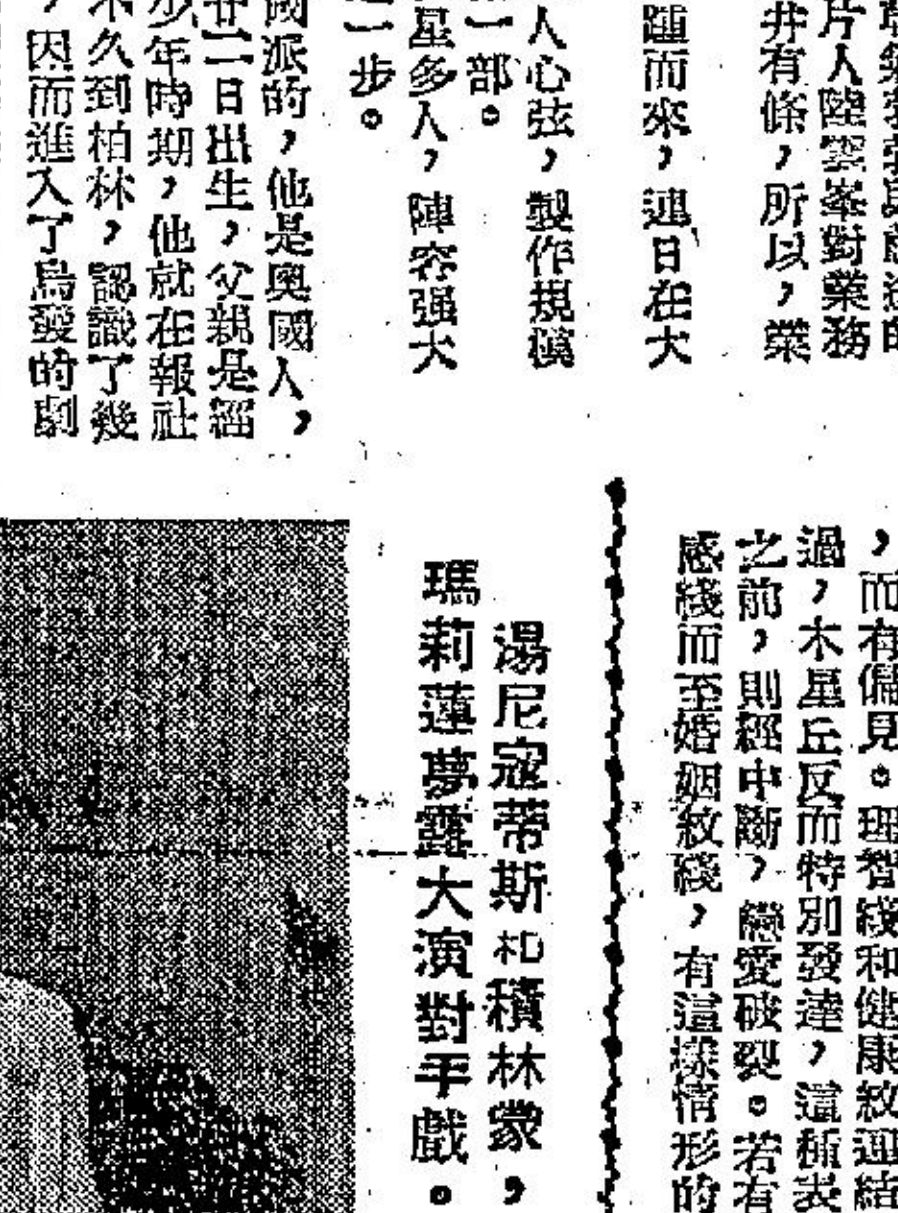 片人陸雲峯對業務
井有條，所以，業
踵而來，連日在大
人心弦，製作規模
一部。
星多人，陣容强大
一步。
國派的，他是奧國人，
廿二日出生，父親是經
少年時期，他就在報社
不久到柏林，認識了幾
，因而進入了烏發的劇
，而有偏見。理智綫和健康紋連結
過，木星丘反而特別發達，這種表
之前，則經中斷，戀愛破裂。若有
感綫而至婚姻紋綫，有這樣情形的
湯尼寇蒂斯和積林蒙，
瑪莉蓮夢露大演對手戲。